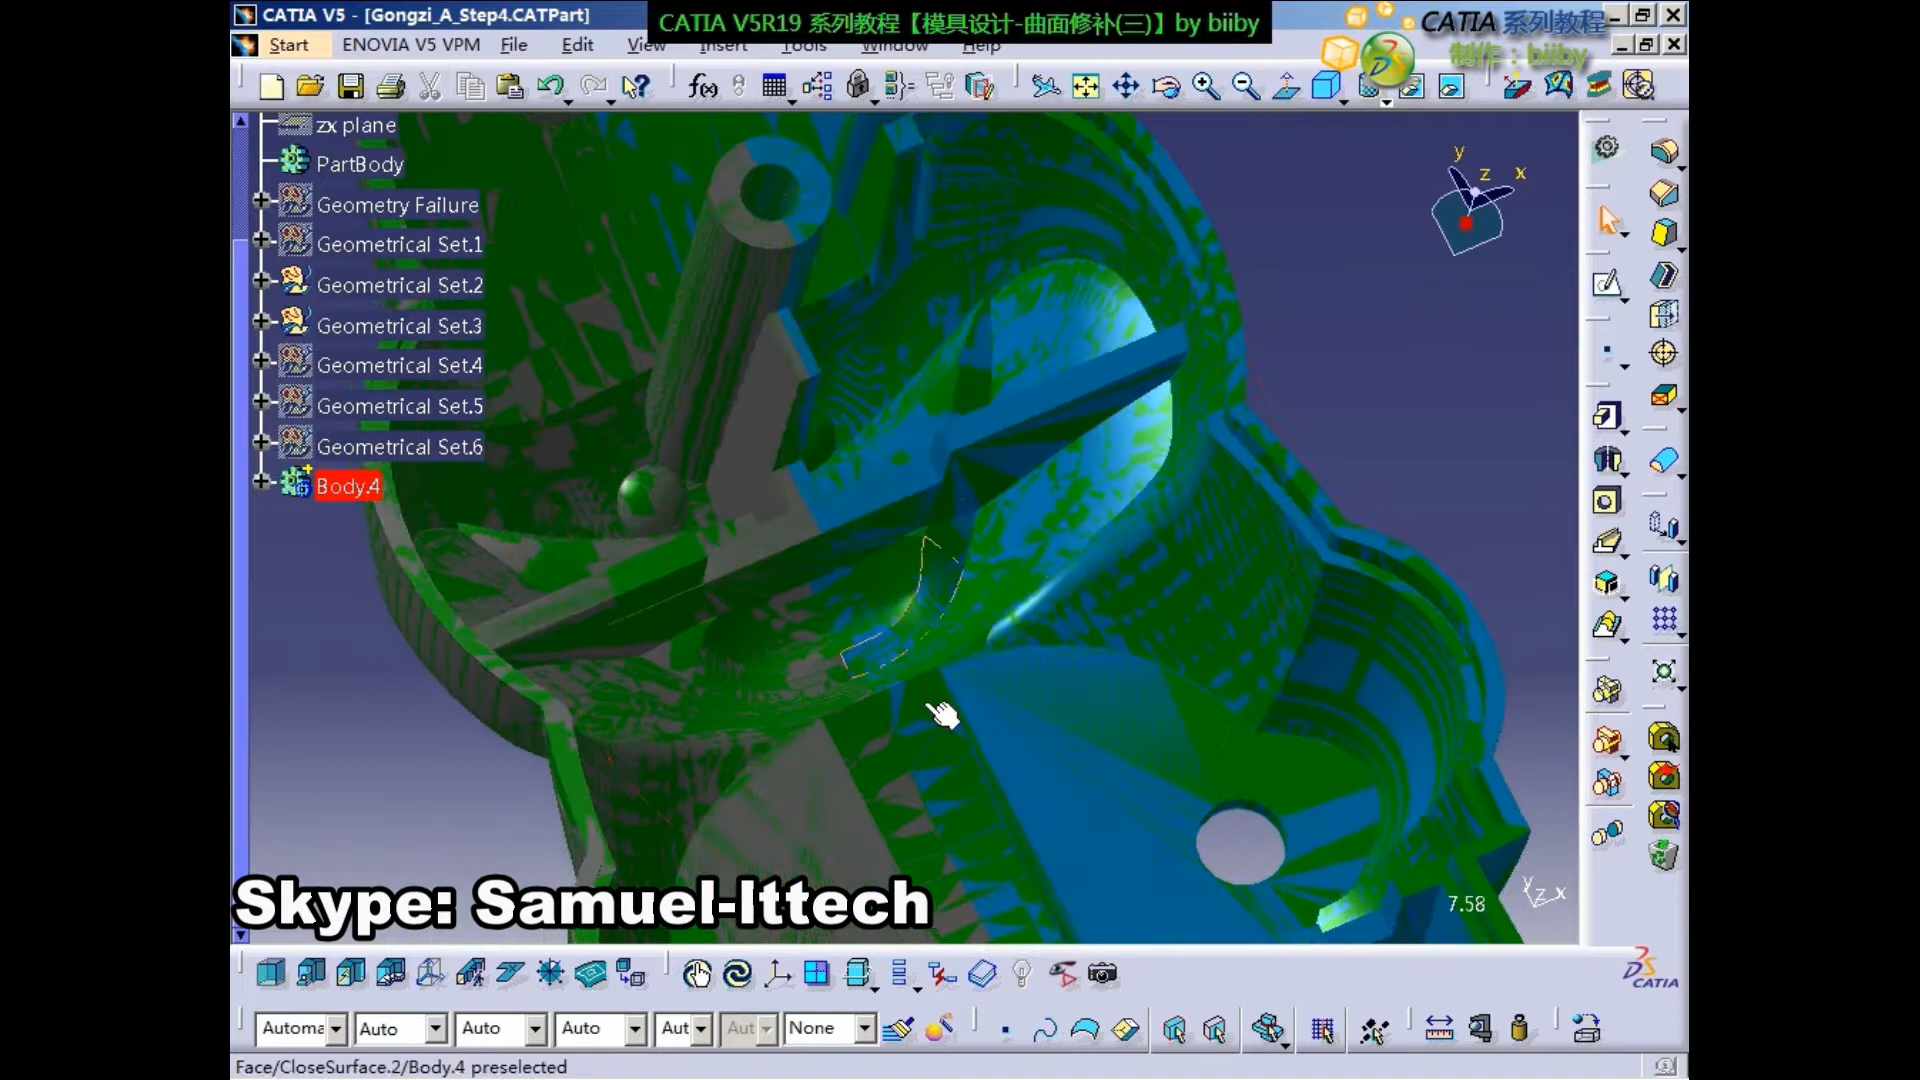 CATIA V5 - [Gongzi_A_Step4.CATPart]
CATIA V5R19 系列教程【模具设计-曲面修补(三)】by biiby
CATIA 系列教程
制作：biiby
Start ENOVIA V5 VPM File Edit View Insert Tools Window Help
zx plane
PartBody
Geometry Failure
Geometrical Set.1
Geometrical Set.2
Geometrical Set.3
Geometrical Set.4
Geometrical Set.5
Geometrical Set.6
Body.4
y z x
Skype: Samuel-Ittech
7.58
y z x
CATIA
Automa Auto Auto Auto Aut Aut None
Face/CloseSurface.2/Body.4 preselected